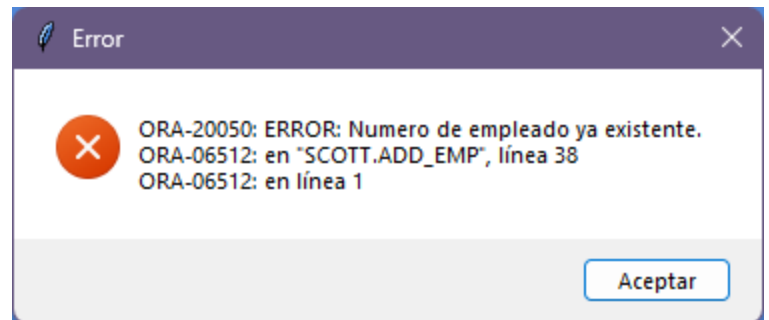 Error
ORA-20050: ERROR: Numero de empleado ya existente.
ORA-06512: en "SCOTT.ADD_EMP", línea 38
ORA-06512: en línea 1
Aceptar